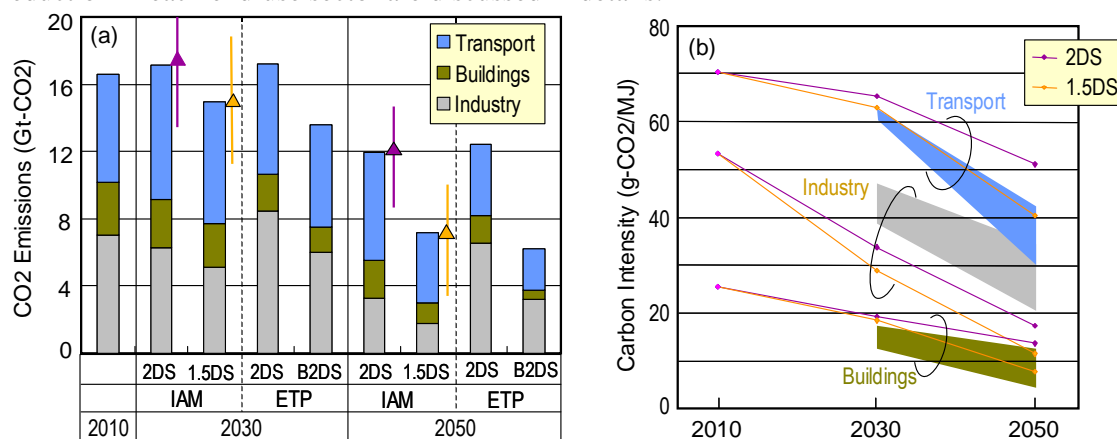 (a)
20
16
12
8
4
0
CO2 Emissions (Gt-CO2)
Transport
Buildings
Industry
2DS 1.5DS 2DS B2DS 2DS 1.5DS 2DS B2DS
IAM ETP IAM ETP
2010 2030 2050
(b)
80
60
40
20
0
Carbon Intensity (g-CO2/MJ)
2DS
1.5DS
Transport
Industry
Buildings
2010 2030 2050